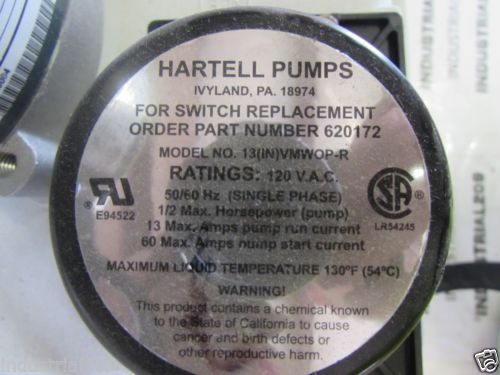 HARTELL PUMPS
IVYLAND, PA. 18974
FOR SWITCH REPLACEMENT
ORDER PART NUMBER 620172
MODEL NO. 13(IN)VMWOP-R
RATINGS: 120 V.A.C.
50/60 Hz (SINGLE PHASE)
1/2 Max. Horsepower (pump)
13 Max. Amps pump run current
60 Max. Amps pump start current
E94522
LR54245
MAXIMUM LIQUID TEMPERATURE 130ºF (54ºC)
WARNING!
This product contains a chemical known
to the State of California to cause
cancer and birth defects or
other reproductive harm.